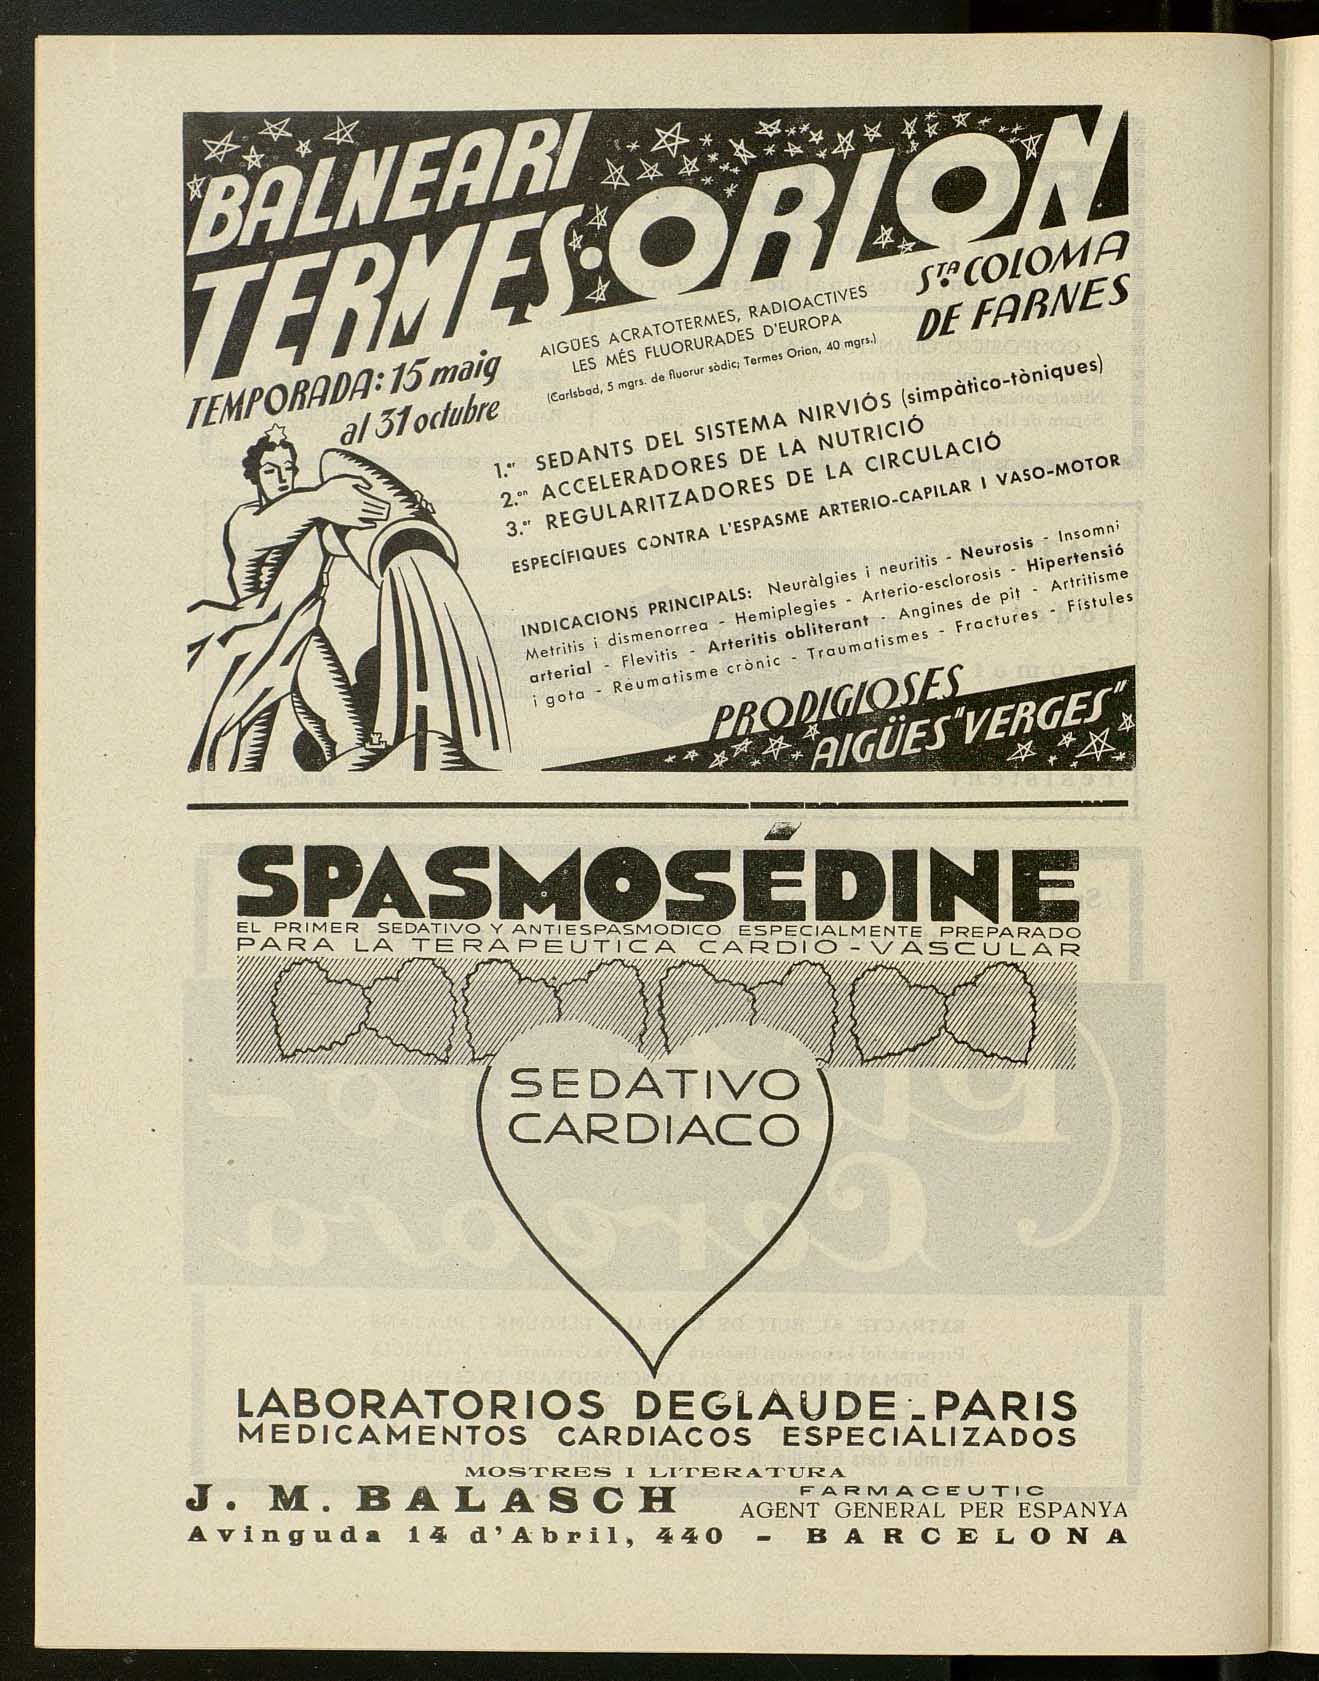 BALNEARI
TERMES·ORION
STA. COLOMA
DE FARNES
TEMPORADA: 15 maig
al 31 octubre
AIGÜES ACRATOTERMES, RADIOACTIVES
LES MÉS FLUORURADES D'EUROPA
(Carlsbad, 5 mgrs. de fluorur sòdic; Termes Orion, 40 mgrs.)
1.er SEDANTS DEL SISTEMA NIRVIÓS (simpàtico-tòniques)
2.on ACCELERADORES DE LA NUTRICIÓ
3.er REGULARITZADORES DE LA CIRCULACIÓ
ESPECÍFIQUES CONTRA L'ESPASME ARTERIO-CAPILAR I VASO-MOTOR
INDICACIONS PRINCIPALS: Neuràlgies i neuritis - Neurosis - Insomni
Metritis i dismenorrea - Hemiplegies - Arterio-esclorosis - Hipertensió
arterial - Flevitis - Arteritis obliterant - Angines de pit - Artritisme
i gota - Reumatisme crònic - Traumatismes - Fractures - Fístules
PRODIGIOSES
AIGÜES "VERGES"
SPASMOSÉDINE
EL PRIMER SEDATIVO Y ANTIESPASMODICO ESPECIALMENTE PREPARADO
PARA LA TERAPEUTICA CARDIO-VASCULAR
SEDATIVO
CARDIACO
LABORATORIOS DEGLAUDE - PARIS
MEDICAMENTOS CARDIACOS ESPECIALIZADOS
MOSTRES I LITERATURA
J. M. BALASCH
FARMACEUTIC
AGENT GENERAL PER ESPANYA
Avinguda 14 d'Abril, 440 - BARCELONA